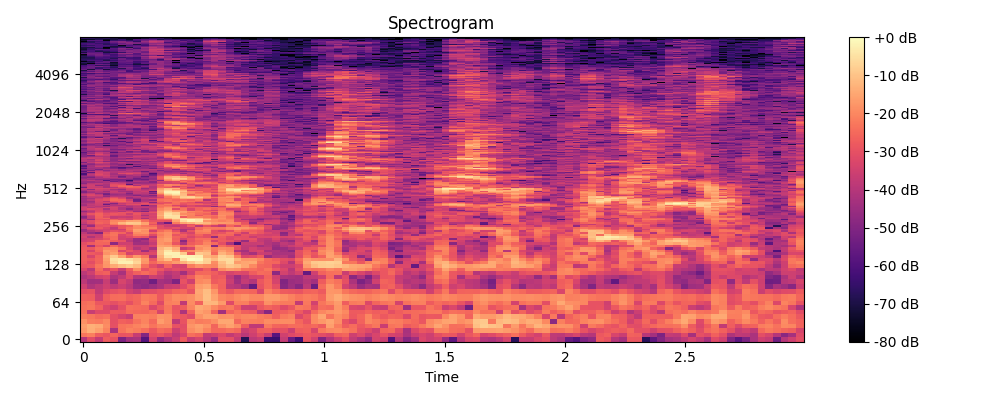 Spectrogram
+0 dB
4096
-10 dB
2048
-20 dB
1024
-30 dB
Hz
512
-40 dB
256
-50 dB
128
-60 dB
64
-70 dB
0
-80 dB
0 0.5 1 1.5 2 2.5
Time